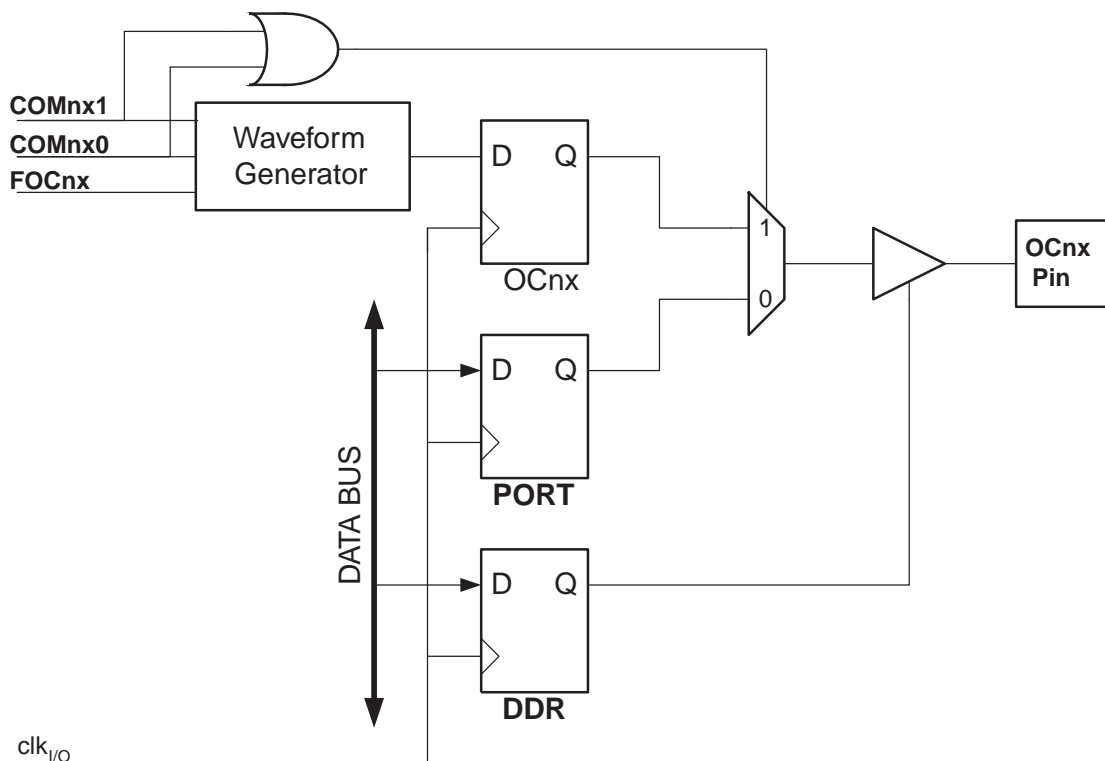 COMnx1
COMnx0
FOCnx
Waveform
Generator
D Q
OCnx
1
0
OCnx
Pin
D Q
PORT
DATA BUS
D Q
DDR
clkI/O